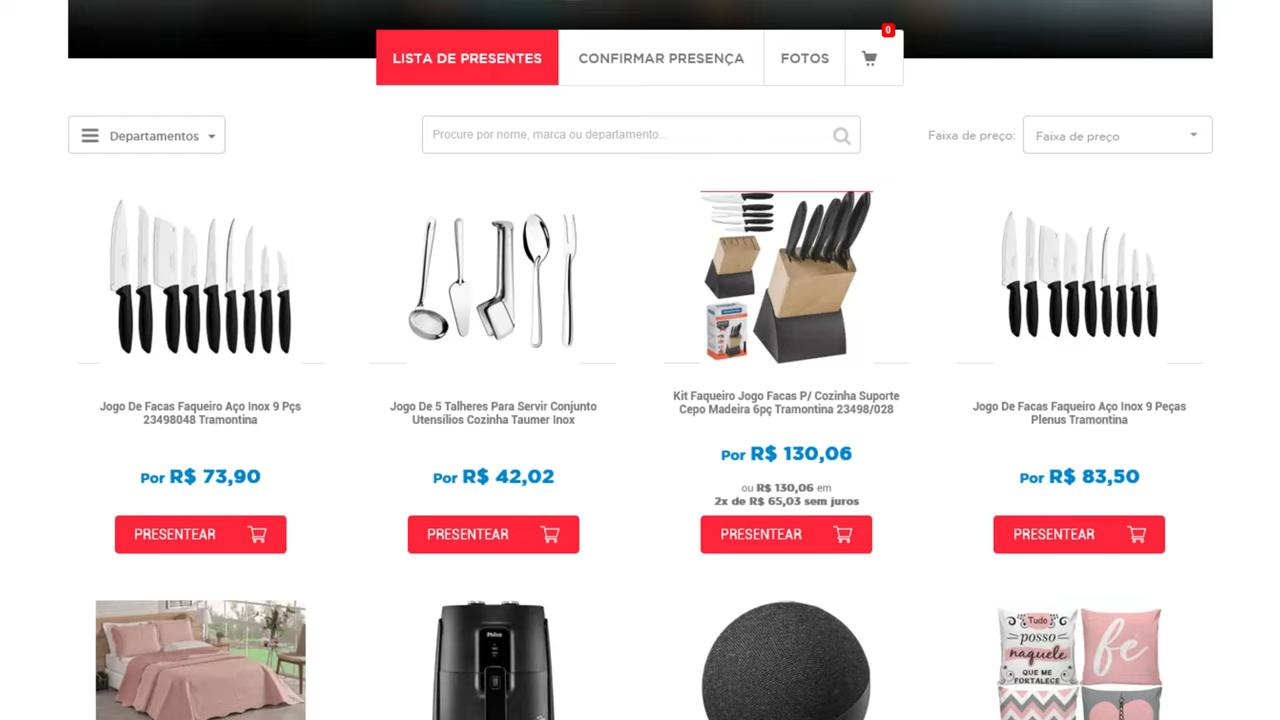 0
LISTA DE PRESENTES
CONFIRMAR PRESENÇA
FOTOS
Departamentos
Procure por nome, marca ou departamento...
Faixa de preço:
Faixa de preço
Jogo De Facas Faqueiro Aço Inox 9 Pçs
23498048 Tramontina
Por R$ 73,90
PRESENTEAR
Jogo De 5 Talheres Para Servir Conjunto
Utensílios Cozinha Taumer Inox
Por R$ 42,02
PRESENTEAR
Kit Faqueiro Jogo Facas P/ Cozinha Suporte
Cepo Madeira 6pç Tramontina 23498/028
Por R$ 130,06
ou R$ 130,06 em
2x de R$ 65,03 sem juros
PRESENTEAR
Jogo De Facas Faqueiro Aço Inox 9 Peças
Plenus Tramontina
Por R$ 83,50
PRESENTEAR
Philco
Tudo
posso
naquele
QUE ME
FORTALECE
fé